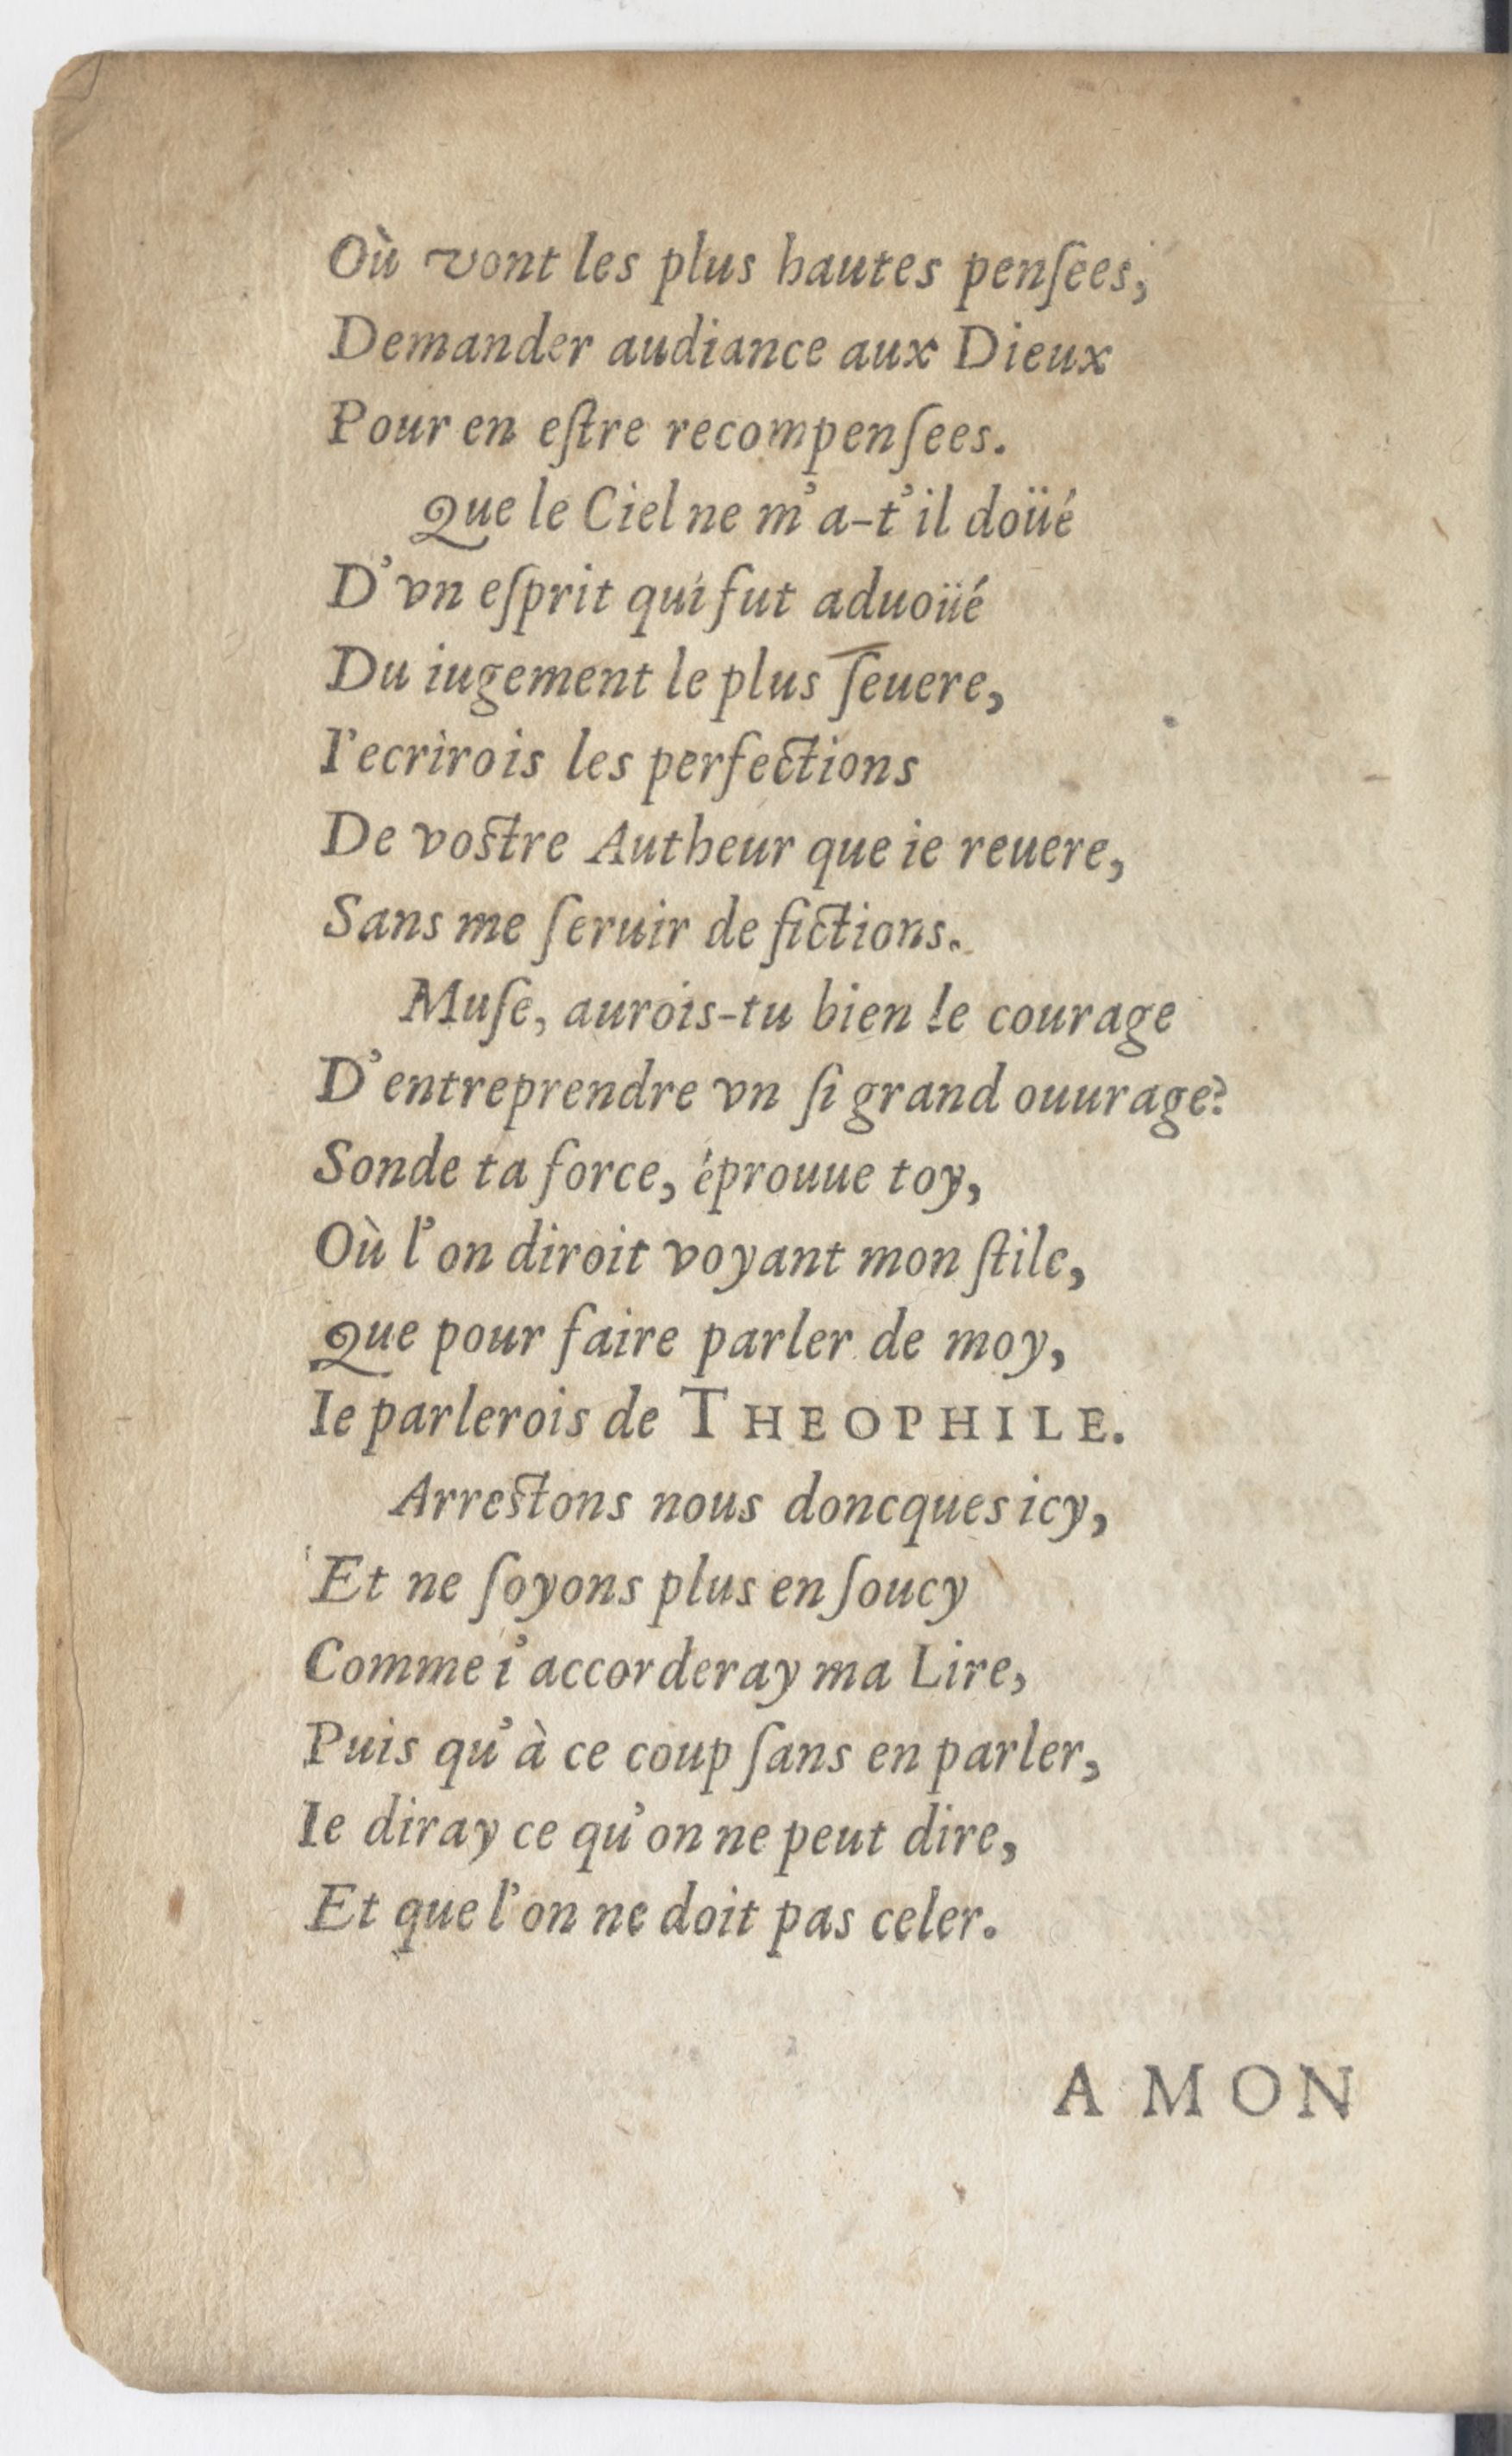 Où vont les plus hautes penſees,
Demander audiance aux Dieux
Pour en eſtre recompenſees.
Que le Ciel ne m'a-t'il doüé
D'vn eſprit qui fut aduoüé
Du iugement le plus ſeuere,
I'ecrirois les perfections
De voſtre Autheur que ie reuere,
Sans me ſeruir de fictions.
Muſe, aurois-tu bien le courage
D'entreprendre vn ſi grand ouurage?
Sonde ta force, éprouue toy,
Où l'on diroit voyant mon ſtile,
Que pour faire parler de moy,
Ie parlerois de THEOPHILE.
Arreſtons nous doncques icy,
Et ne ſoyons plus en ſoucy
Comme i'accorderay ma Lire,
Puis qu'à ce coup ſans en parler,
Ie diray ce qu'on ne peut dire,
Et que l'on ne doit pas celer.
A MON